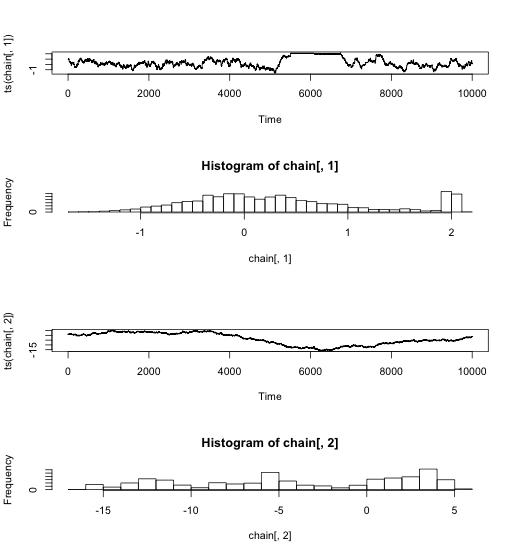 ts(chain[, 1])
-1
0 2000 4000 6000 8000 10000
Time
Histogram of chain[, 1]
Frequency
0
-1 0 1 2
chain[, 1]
ts(chain[, 2])
-15
0 2000 4000 6000 8000 10000
Time
Histogram of chain[, 2]
Frequency
0
-15 -10 -5 0 5
chain[, 2]